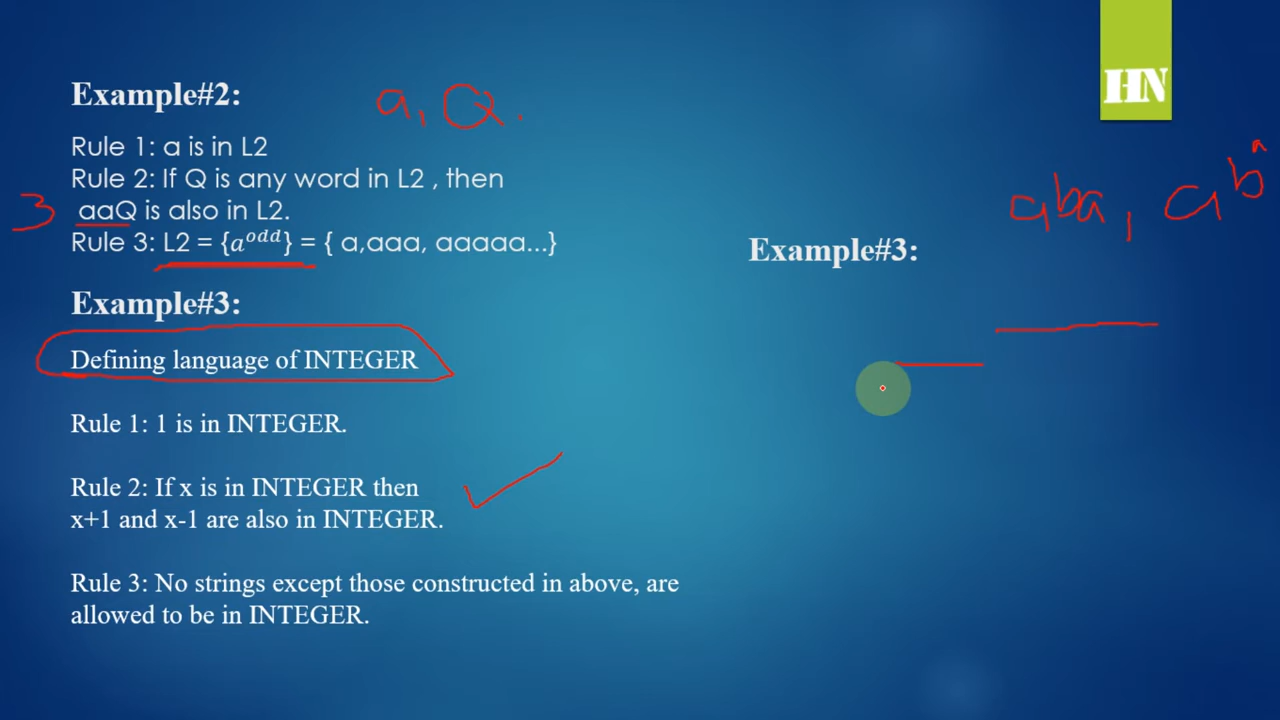 HN
Example#2:
a, Q.
Rule 1: a is in L2
Rule 2: If Q is any word in L2 , then
3 aaQ is also in L2.
Rule 3: L2 = {a^odd} = { a,aaa, aaaaa...}
Example#3:
Defining language of INTEGER
Rule 1: 1 is in INTEGER.
Rule 2: If x is in INTEGER then
x+1 and x-1 are also in INTEGER.
Rule 3: No strings except those constructed in above, are
allowed to be in INTEGER.
aba, aba
Example#3: